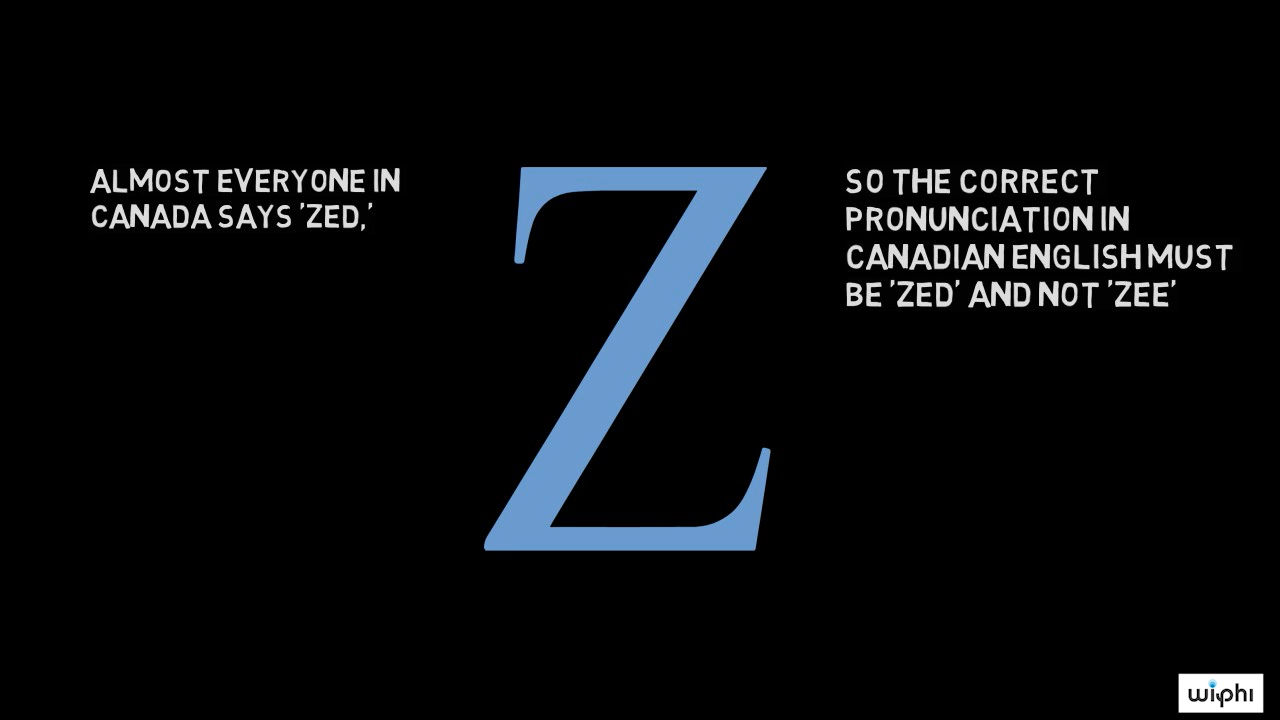 ALMOST EVERYONE IN
CANADA SAYS 'ZED,'
Z
SO THE CORRECT
PRONUNCIATION IN
CANADIAN ENGLISH MUST
BE 'ZED' AND NOT 'ZEE'
wiphi